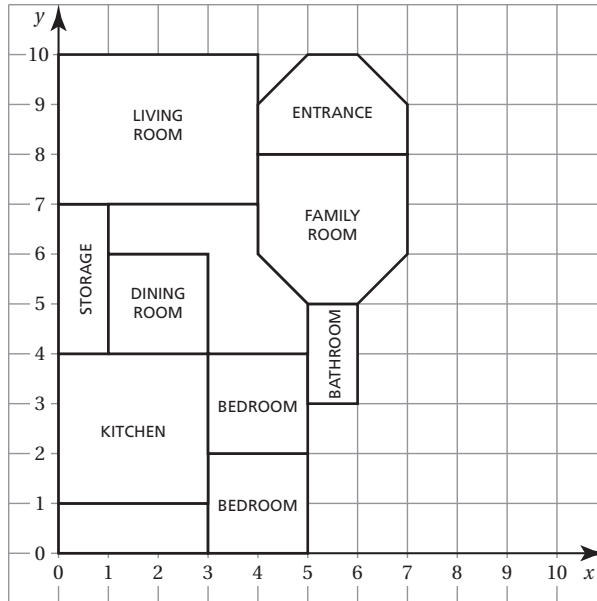 y
10
9
8
7
6
5
4
3
2
1
0
LIVING
ROOM
ENTRANCE
FAMILY
ROOM
STORAGE
DINING
ROOM
BATHROOM
BEDROOM
KITCHEN
BEDROOM
0 1 2 3 4 5 6 7 8 9 10 x